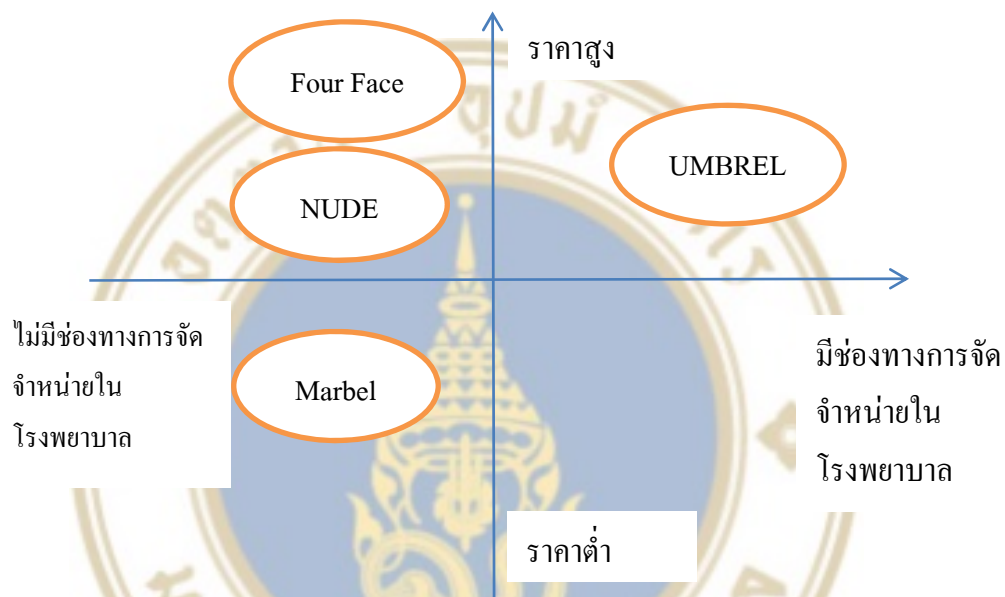 ราคาสูง
Four Face
UMBREL
NUDE
ไม่มีช่องทางการจัด
จำหน่ายใน
โรงพยาบาล
Marbel
มีช่องทางการจัด
จำหน่ายใน
โรงพยาบาล
ราคาต่ำ